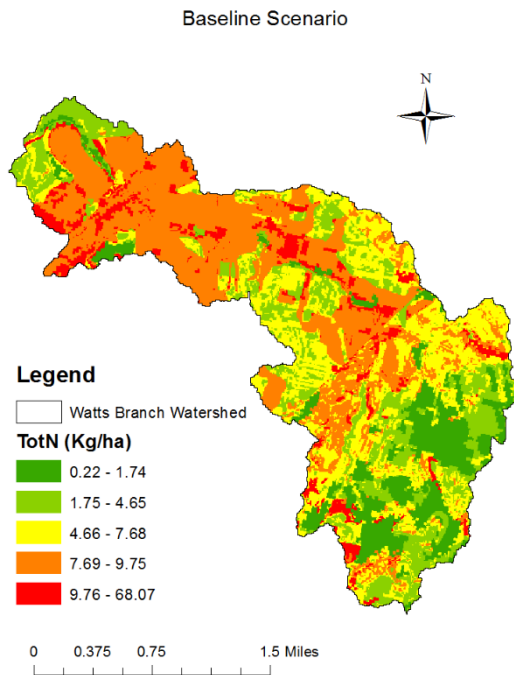 Baseline Scenario
N
Legend
Watts Branch Watershed
TotN (Kg/ha)
0.22 - 1.74
1.75 - 4.65
4.66 - 7.68
7.69 - 9.75
9.76 - 68.07
0 0.375 0.75 1.5 Miles